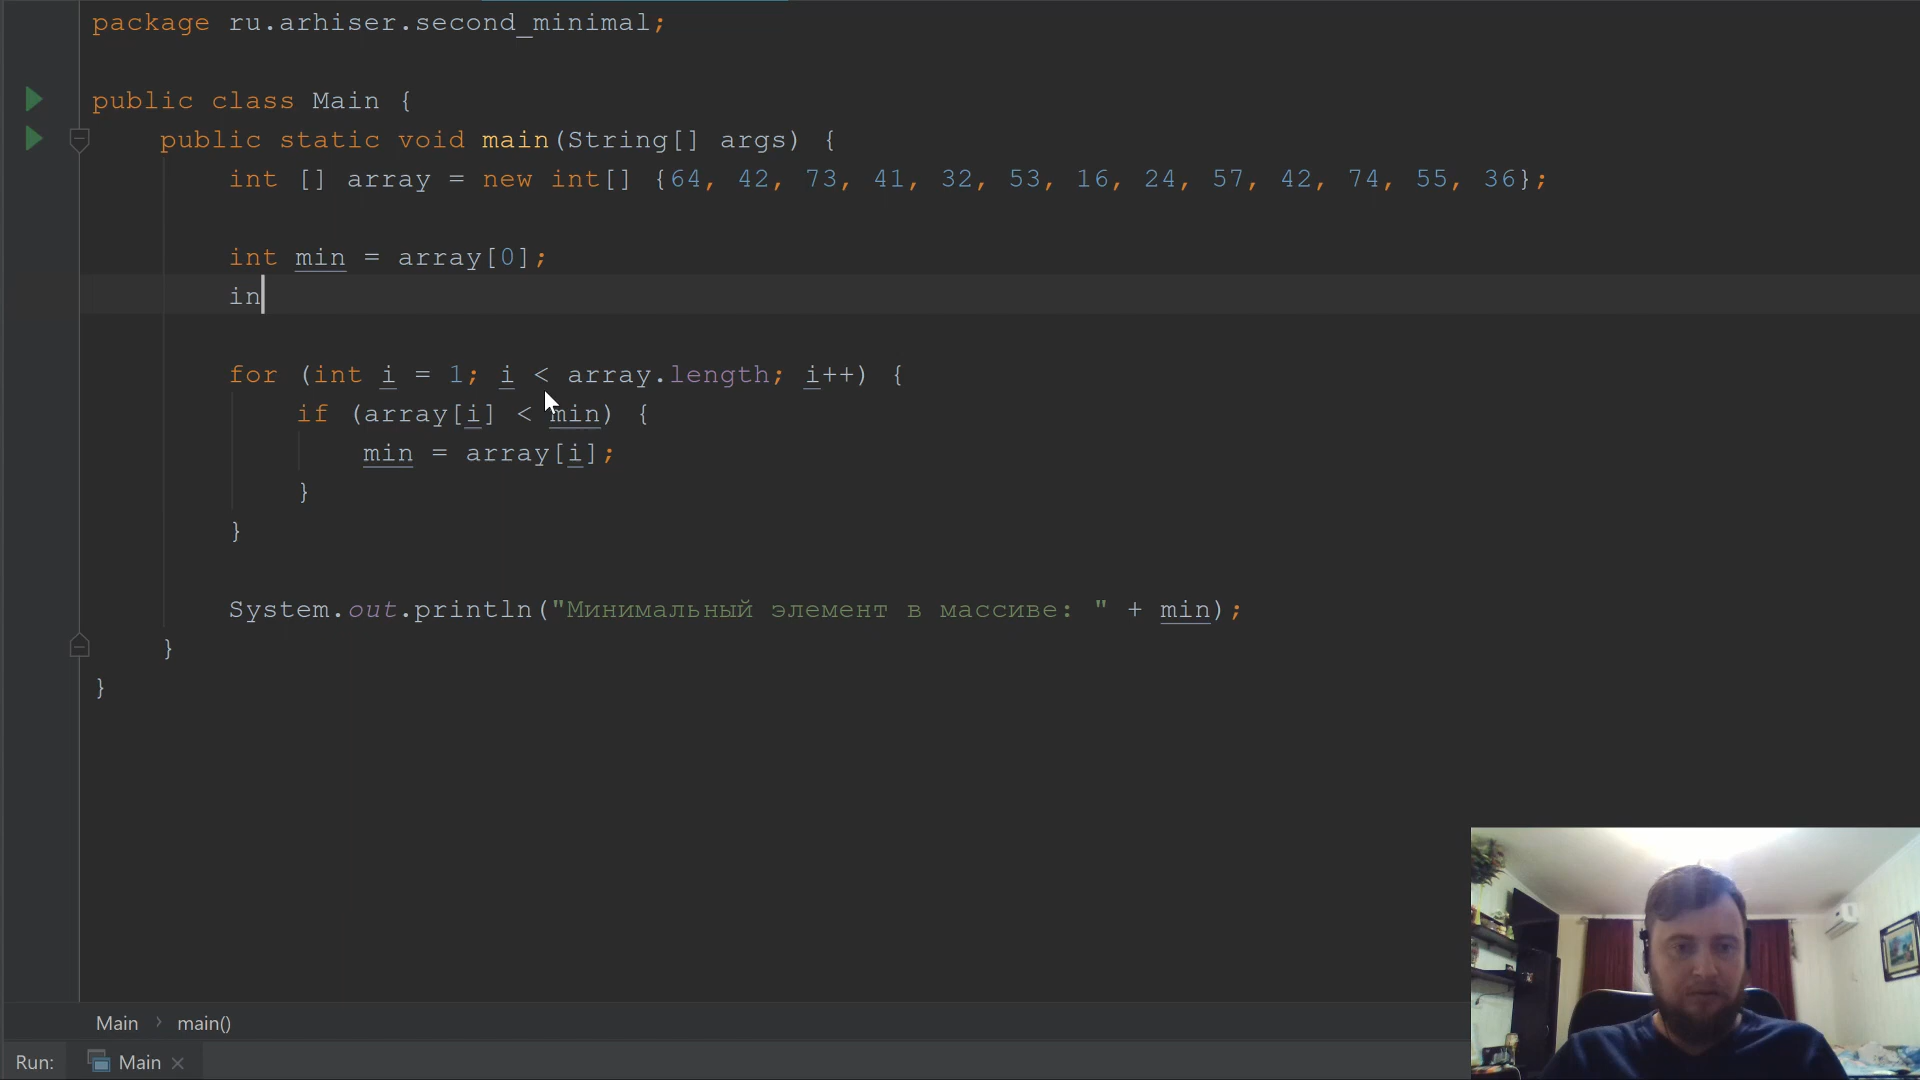 package ru.arhiser.second_minimal;
public class Main {
public static void main(String[] args) {
int [] array = new int[] {64, 42, 73, 41, 32, 53, 16, 24, 57, 42, 74, 55, 36};
int min = array[0];
in
for (int i = 1; i < array.length; i++) {
if (array[i] < min) {
min = array[i];
}
}
System.out.println("Минимальный элемент в массиве: " + min);
}
}
Main > main()
Run: Main ×